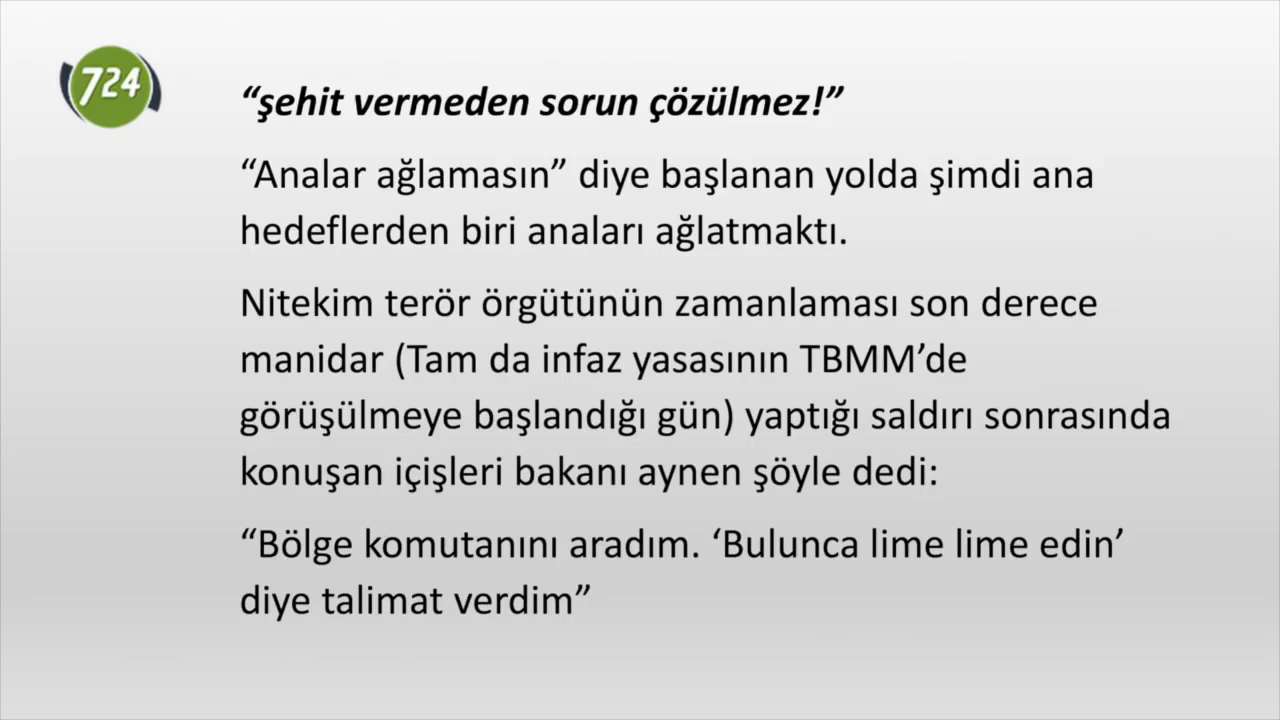 724
“şehit vermeden sorun çözülmez!”
“Analar ağlamasın” diye başlanan yolda şimdi ana
hedeflerden biri anaları ağlatmaktı.
Nitekim terör örgütünün zamanlaması son derece
manidar (Tam da infaz yasasının TBMM’de
görüşülmeye başlandığı gün) yaptığı saldırı sonrasında
konuşan içişleri bakanı aynen şöyle dedi:
“Bölge komutanını aradım. ‘Bulunca lime lime edin’
diye talimat verdim”